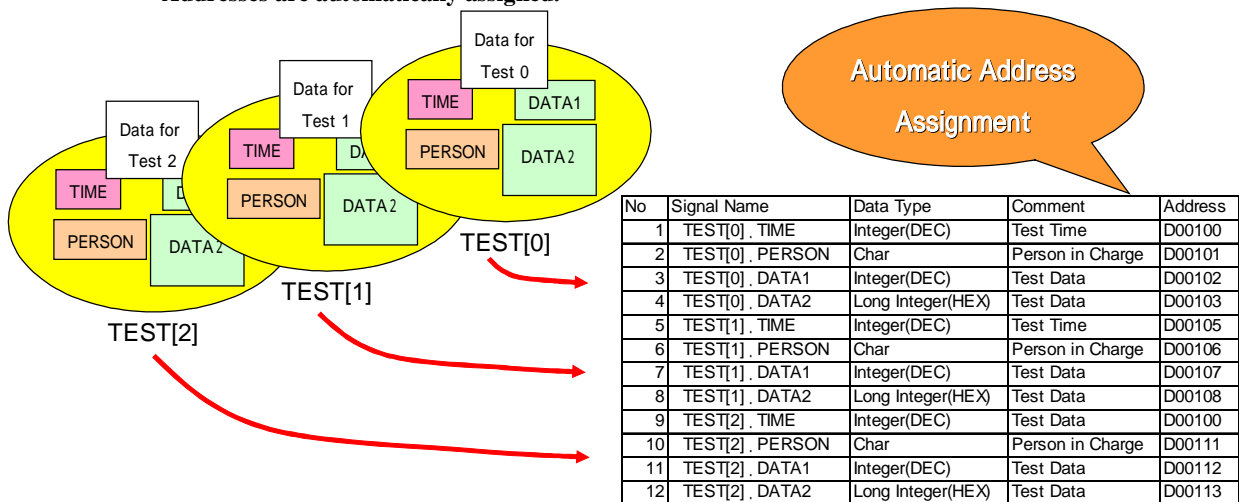 Addresses are automatically assigned.
Data for
Test 0
TIME
DATA1
PERSON
DATA2
TEST[0]
Data for
Test 1
TIME
PERSON
DATA2
TEST[1]
Data for
Test 2
TIME
PERSON
DATA2
TEST[2]
Automatic Address
Assignment
No Signal Name Data Type Comment Address
1 TEST[0] . TIME Integer(DEC) Test Time D00100
2 TEST[0] . PERSON Char Person in Charge D00101
3 TEST[0] . DATA1 Integer(DEC) Test Data D00102
4 TEST[0] . DATA2 Long Integer(HEX) Test Data D00103
5 TEST[1] . TIME Integer(DEC) Test Time D00105
6 TEST[1] . PERSON Char Person in Charge D00106
7 TEST[1] . DATA1 Integer(DEC) Test Data D00107
8 TEST[1] . DATA2 Long Integer(HEX) Test Data D00108
9 TEST[2] . TIME Integer(DEC) Test Data D00100
10 TEST[2] . PERSON Char Person in Charge D00111
11 TEST[2] . DATA1 Integer(DEC) Test Data D00112
12 TEST[2] . DATA2 Long Integer(HEX) Test Data D00113